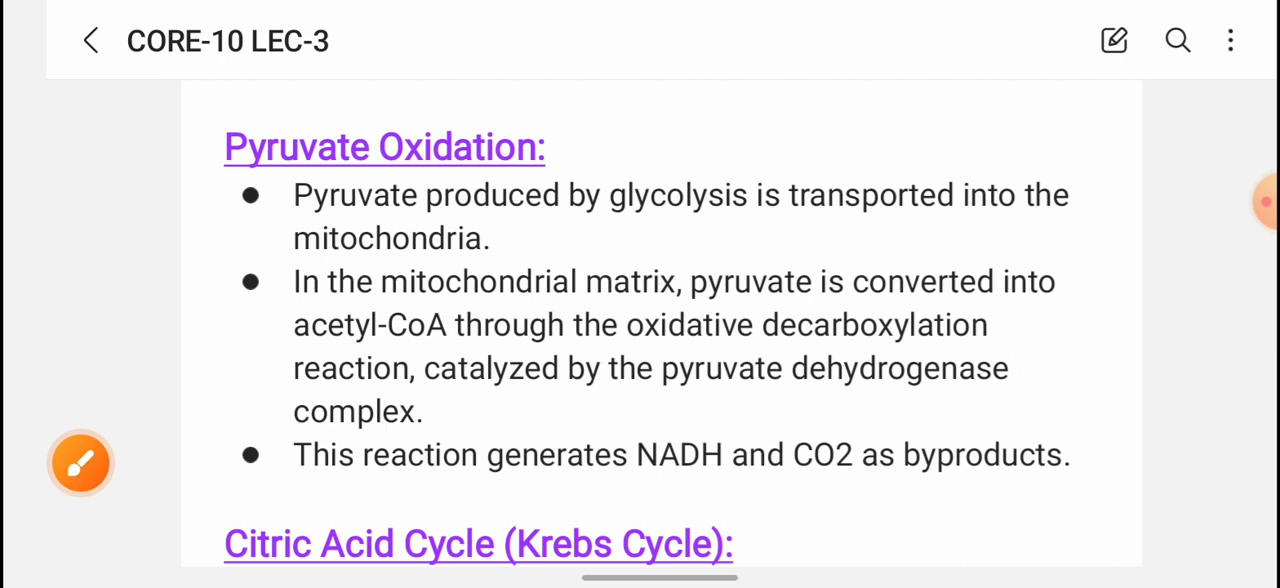 CORE-10 LEC-3
Pyruvate Oxidation:
● Pyruvate produced by glycolysis is transported into the
mitochondria.
● In the mitochondrial matrix, pyruvate is converted into
acetyl-CoA through the oxidative decarboxylation
reaction, catalyzed by the pyruvate dehydrogenase
complex.
● This reaction generates NADH and CO2 as byproducts.
Citric Acid Cycle (Krebs Cycle):